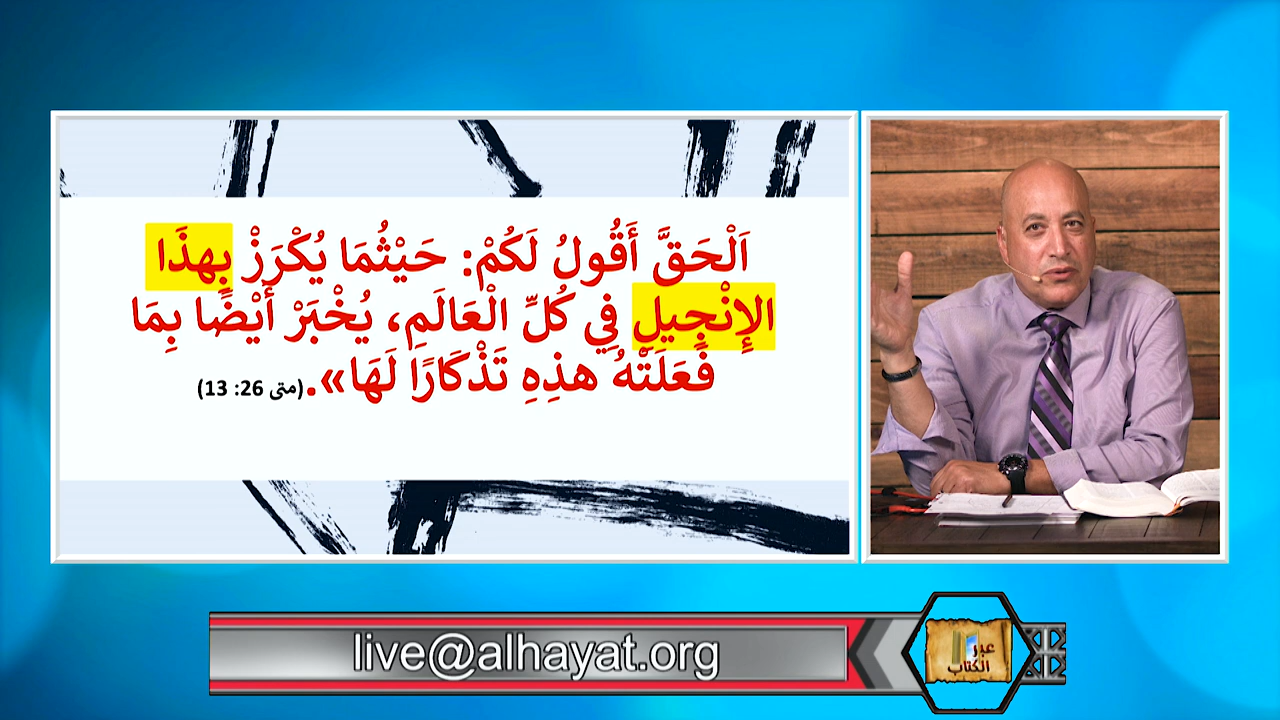 اَلْحَقَّ أَقُولُ لَكُمْ: حَيْثُمَا يُكْرَزْ بِهذَا
الإِنْجِيلِ فِي كُلِّ الْعَالَمِ، يُخْبَرْ أَيْضًا بِمَا
فَعَلَتْهُ هذِهِ تَذْكَارًا لَهَا».(متى 26: 13)
live@alhayat.org
عبر
الكتاب